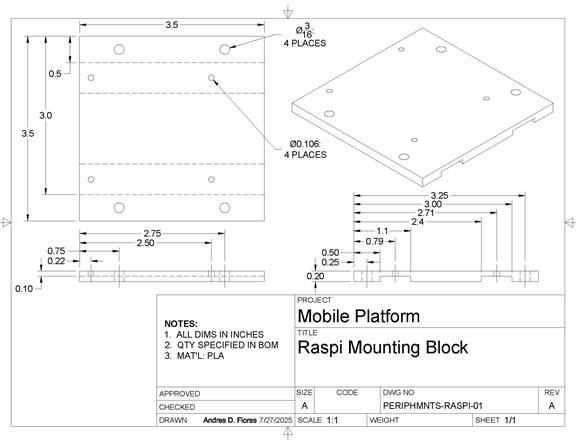 3.5
3
Ø16:
4 PLACES
0.5
3.0
3.5
Ø0.106:
4 PLACES
3.25
3.00
2.71
2.4
1.1
0.79
0.50
0.25
0.20
2.75
2.50
0.75
0.22
0.10
NOTES:
1. ALL DIMS IN INCHES
2. QTY SPECIFIED IN BOM
3. MAT'L: PLA
PROJECT
Mobile Platform
TITLE
Raspi Mounting Block
APPROVED
CHECKED
DRAWN Andres D. Flores 7/27/2025
SIZE CODE DWG NO REV
A PERIPHMNTS-RASPI-01 A
SCALE 1:1 WEIGHT SHEET 1/1